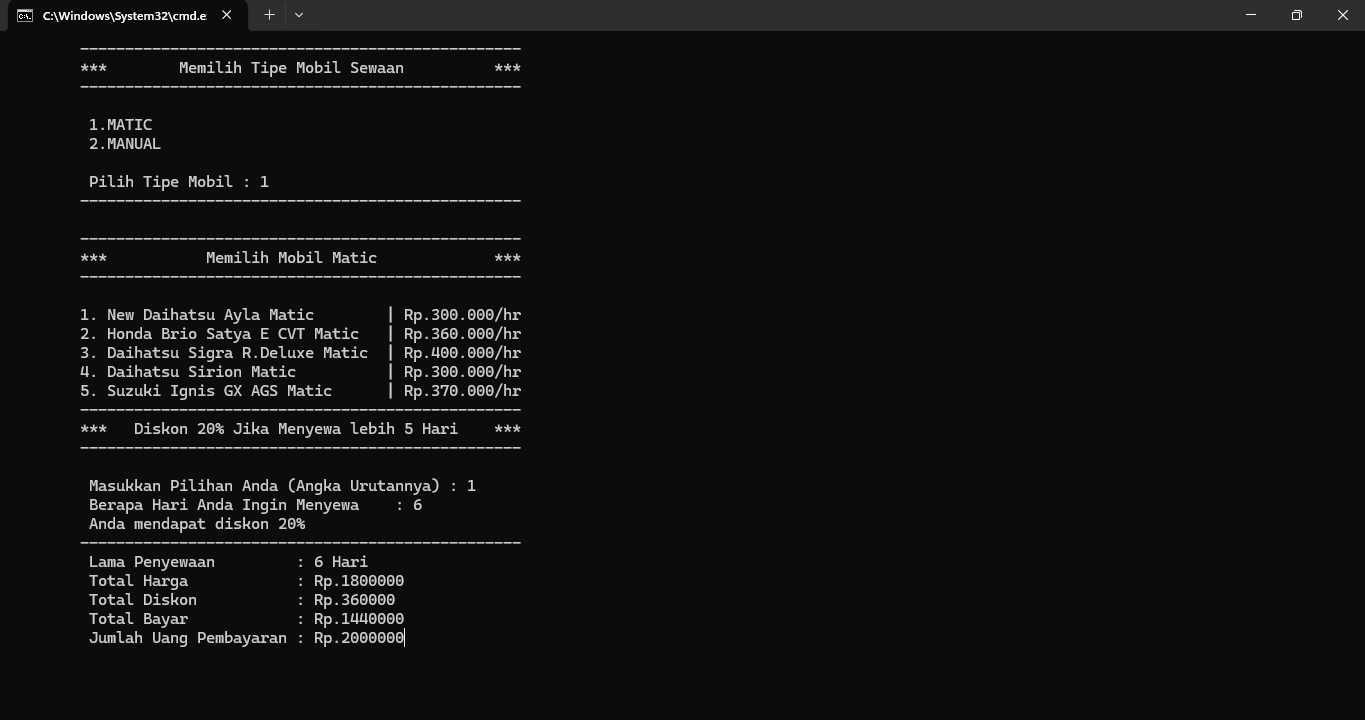 C:\Windows\System32\cmd.e
***        Memilih Tipe Mobil Sewaan          ***
1.MATIC
2.MANUAL
Pilih Tipe Mobil : 1
***           Memilih Mobil Matic             ***
1. New Daihatsu Ayla Matic        | Rp.300.000/hr
2. Honda Brio Satya E CVT Matic   | Rp.360.000/hr
3. Daihatsu Sigra R.Deluxe Matic  | Rp.400.000/hr
4. Daihatsu Sirion Matic          | Rp.300.000/hr
5. Suzuki Ignis GX AGS Matic      | Rp.370.000/hr
***   Diskon 20% Jika Menyewa lebih 5 Hari    ***
Masukkan Pilihan Anda (Angka Urutannya) : 1
Berapa Hari Anda Ingin Menyewa    : 6
Anda mendapat diskon 20%
Lama Penyewaan         : 6 Hari
Total Harga            : Rp.1800000
Total Diskon           : Rp.360000
Total Bayar            : Rp.1440000
Jumlah Uang Pembayaran : Rp.2000000